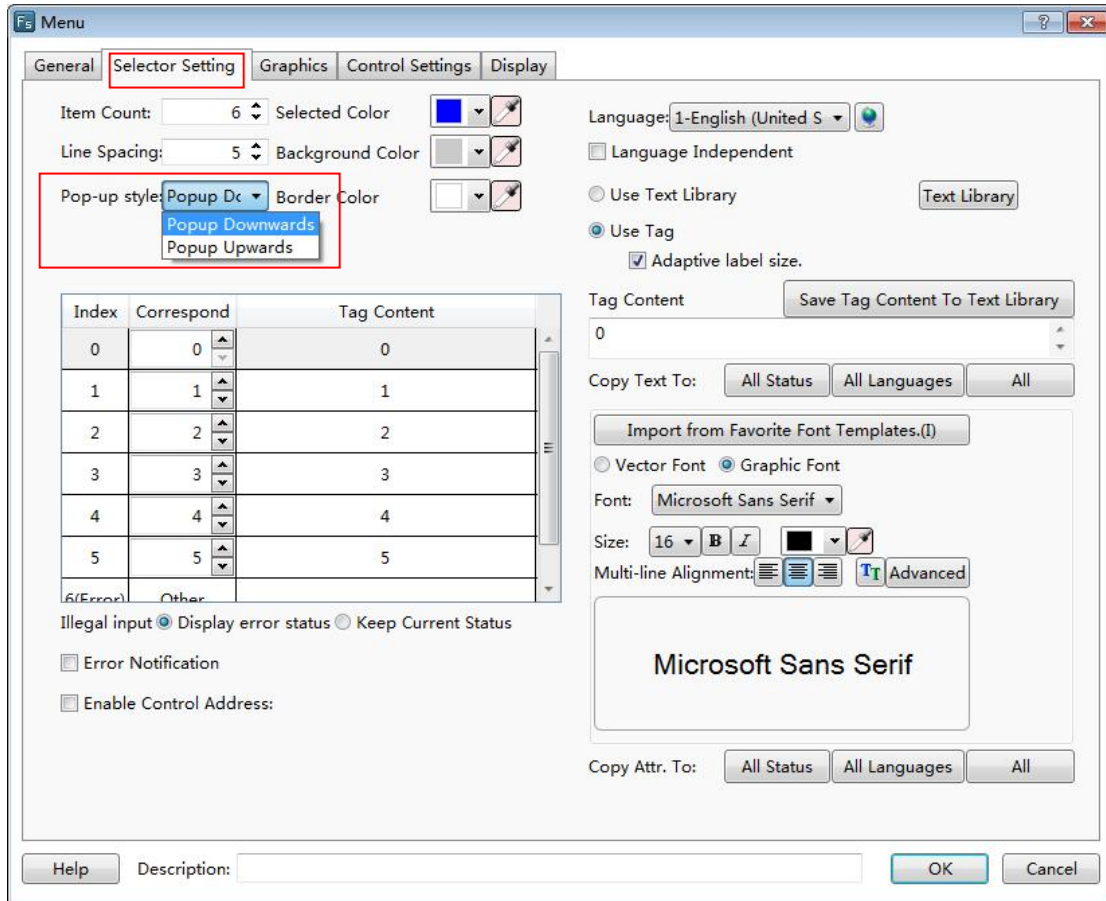 Fs Menu
General Selector Setting Graphics Control Settings Display
Item Count: 6 Selected Color
Line Spacing: 5 Background Color
Pop-up style: Popup Dc Border Color
Popup Downwards
Popup Upwards
Index Correspond Tag Content
0 0 0
1 1 1
2 2 2
3 3 3
4 4 4
5 5 5
6(Error) Other
Illegal input Display error status Keep Current Status
Error Notification
Enable Control Address:
Language: 1-English (United S
Language Independent
Use Text Library Text Library
Use Tag
Adaptive label size.
Tag Content Save Tag Content To Text Library
0
Copy Text To: All Status All Languages All
Import from Favorite Font Templates.(I)
Vector Font Graphic Font
Font: Microsoft Sans Serif
Size: 16 B I
Multi-line Alignment: TT Advanced
Microsoft Sans Serif
Copy Attr. To: All Status All Languages All
Help Description: OK Cancel